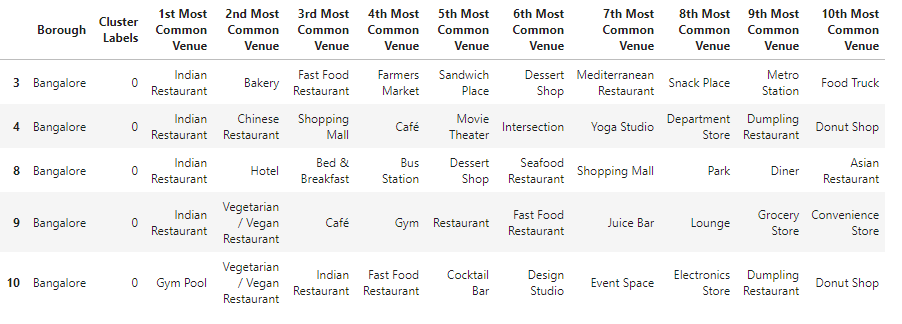 Borough Cluster Labels 1st Most Common Venue 2nd Most Common Venue 3rd Most Common Venue 4th Most Common Venue 5th Most Common Venue 6th Most Common Venue 7th Most Common Venue 8th Most Common Venue 9th Most Common Venue 10th Most Common Venue
3 Bangalore 0 Indian Restaurant Bakery Fast Food Restaurant Farmers Market Sandwich Place Dessert Shop Mediterranean Restaurant Snack Place Metro Station Food Truck
4 Bangalore 0 Indian Restaurant Chinese Restaurant Shopping Mall Café Movie Theater Intersection Yoga Studio Department Store Dumpling Restaurant Donut Shop
8 Bangalore 0 Indian Restaurant Hotel Bed & Breakfast Bus Station Dessert Shop Seafood Restaurant Shopping Mall Park Diner Asian Restaurant
9 Bangalore 0 Indian Restaurant Vegetarian / Vegan Restaurant Café Gym Restaurant Fast Food Restaurant Juice Bar Lounge Grocery Store Convenience Store
10 Bangalore 0 Gym Pool Vegetarian / Vegan Restaurant Indian Restaurant Fast Food Restaurant Cocktail Bar Design Studio Event Space Electronics Store Dumpling Restaurant Donut Shop